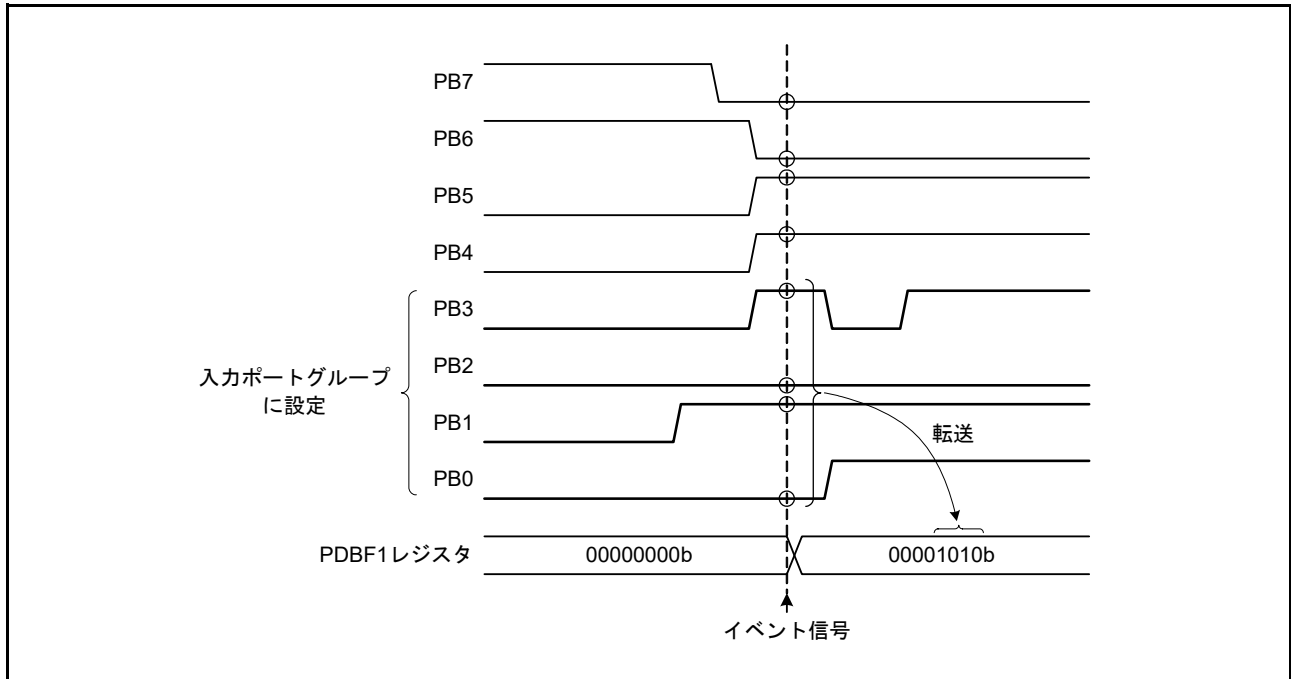 PB7
PB6
PB5
PB4
PB3
PB2
PB1
PB0
入力ポートグループ
に設定
転送
PDBF1レジスタ
00000000b
00001010b
イベント信号